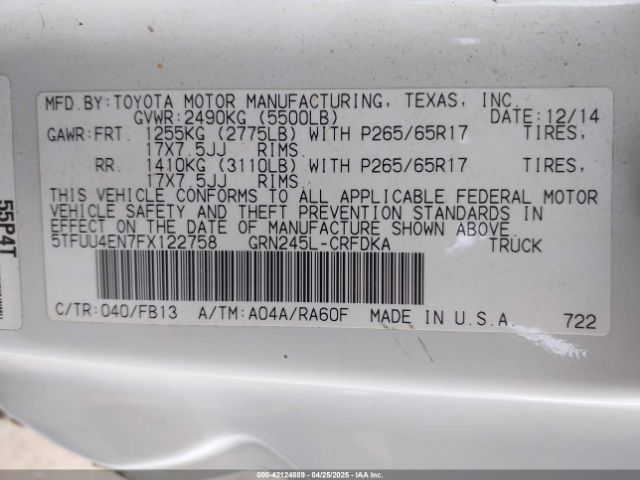 MFD.BY:TOYOTA MOTOR MANUFACTURING, TEXAS, INC.
GVWR:2490KG (5500LB) DATE:12/14
GAWR:FRT. 1255KG (2775LB) WITH P265/65R17 TIRES,
17X7.5JJ RIMS.
RR. 1410KG (3110LB) WITH P265/65R17 TIRES,
17X7.5JJ RIMS.
THIS VEHICLE CONFORMS TO ALL APPLICABLE FEDERAL MOTOR
VEHICLE SAFETY AND THEFT PREVENTION STANDARDS IN
EFFECT ON THE DATE OF MANUFACTURE SHOWN ABOVE.
5TFUU4EN7FX122758 GRN245L-CRFDKA TRUCK
C/TR:040/FB13 A/TM:A04A/RA60F MADE IN U.S.A. 722
55P4T
000-42124889 - 04/25/2025 - IAAI.COM